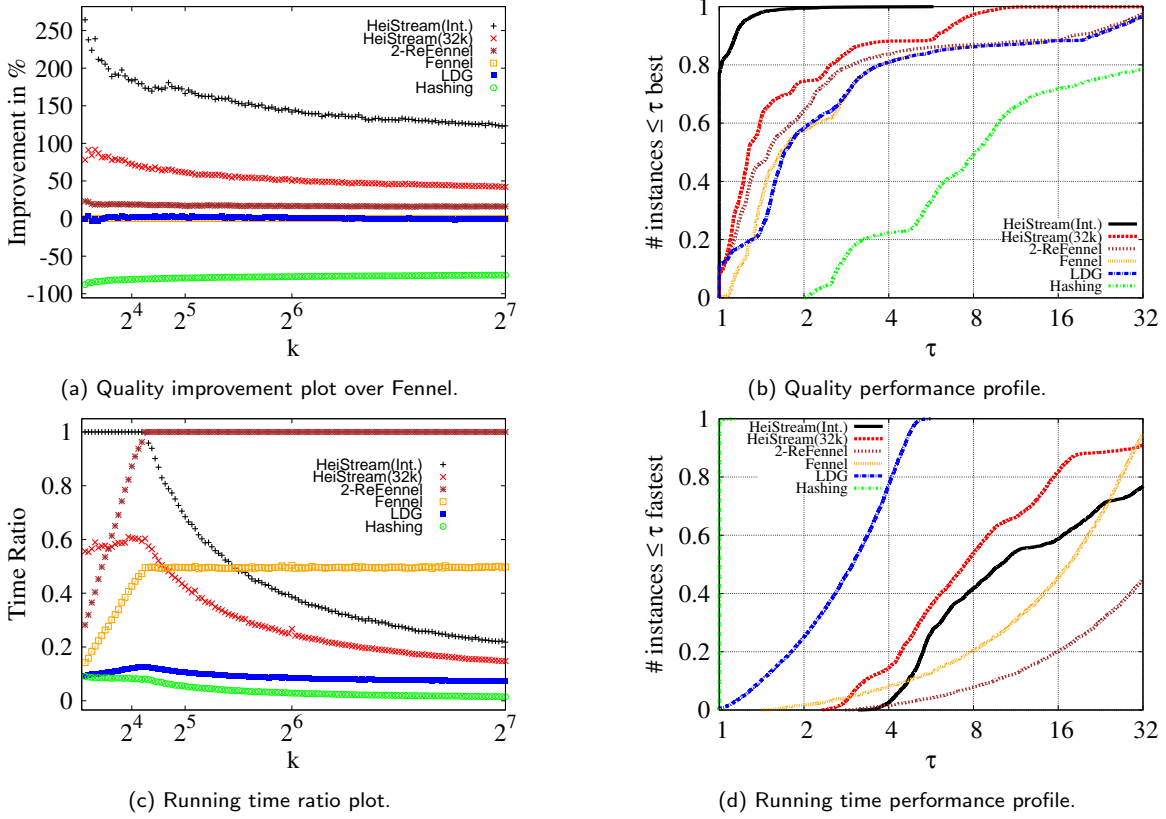 250
200
150
100
50
0
-50
-100
Improvement in %
HeiStream(Int.)
HeiStream(32k)
2-ReFennel
Fennel
LDG
Hashing
2^4 2^5 2^6 2^7
k
(a) Quality improvement plot over Fennel.
1
0.8
0.6
0.4
0.2
0
# instances ≤ τ best
HeiStream(Int.)
HeiStream(32k)
2-ReFennel
Fennel
LDG
Hashing
1 2 4 8 16 32
τ
(b) Quality performance profile.
1
0.8
0.6
0.4
0.2
0
Time Ratio
HeiStream(Int.)
HeiStream(32k)
2-ReFennel
Fennel
LDG
Hashing
2^4 2^5 2^6 2^7
k
(c) Running time ratio plot.
1
0.8
0.6
0.4
0.2
0
# instances ≤ τ fastest
HeiStream(Int.)
HeiStream(32k)
2-ReFennel
Fennel
LDG
Hashing
1 2 4 8 16 32
τ
(d) Running time performance profile.